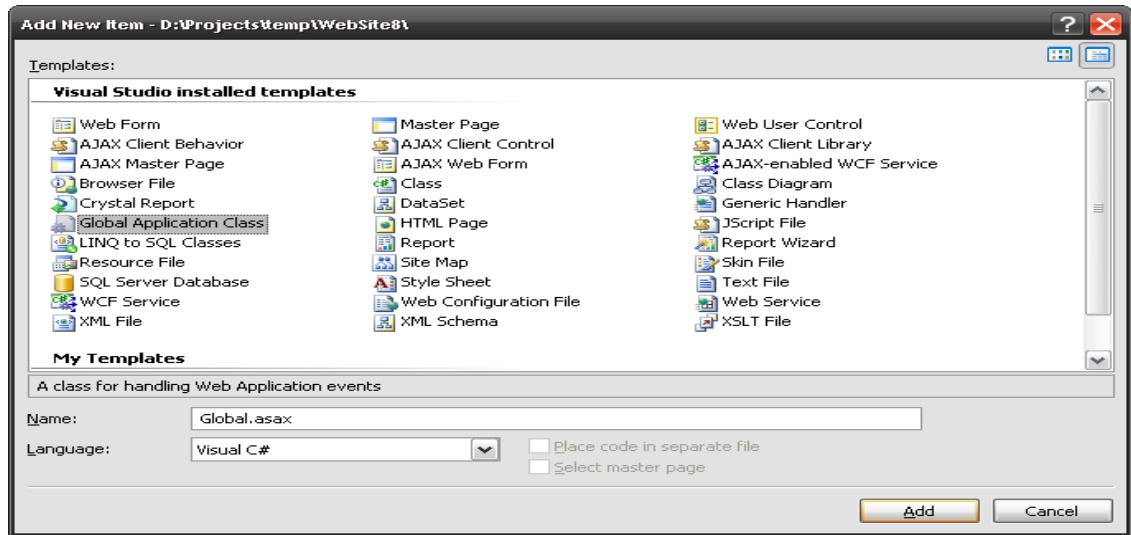 Add New Item - D:\Projects\temp\WebSite8\
Templates:
Visual Studio installed templates
Web Form Master Page Web User Control
AJAX Client Behavior AJAX Client Control AJAX Client Library
AJAX Master Page AJAX Web Form AJAX-enabled WCF Service
Browser File Class Class Diagram
Crystal Report DataSet Generic Handler
Global Application Class HTML Page JScript File
LINQ to SQL Classes Report Report Wizard
Resource File Site Map Skin File
SQL Server Database Style Sheet Text File
WCF Service Web Configuration File Web Service
XML File XML Schema XSLT File
My Templates
A class for handling Web Application events
Name: Global.asax
Language: Visual C# Place code in separate file
Select master page
Add Cancel